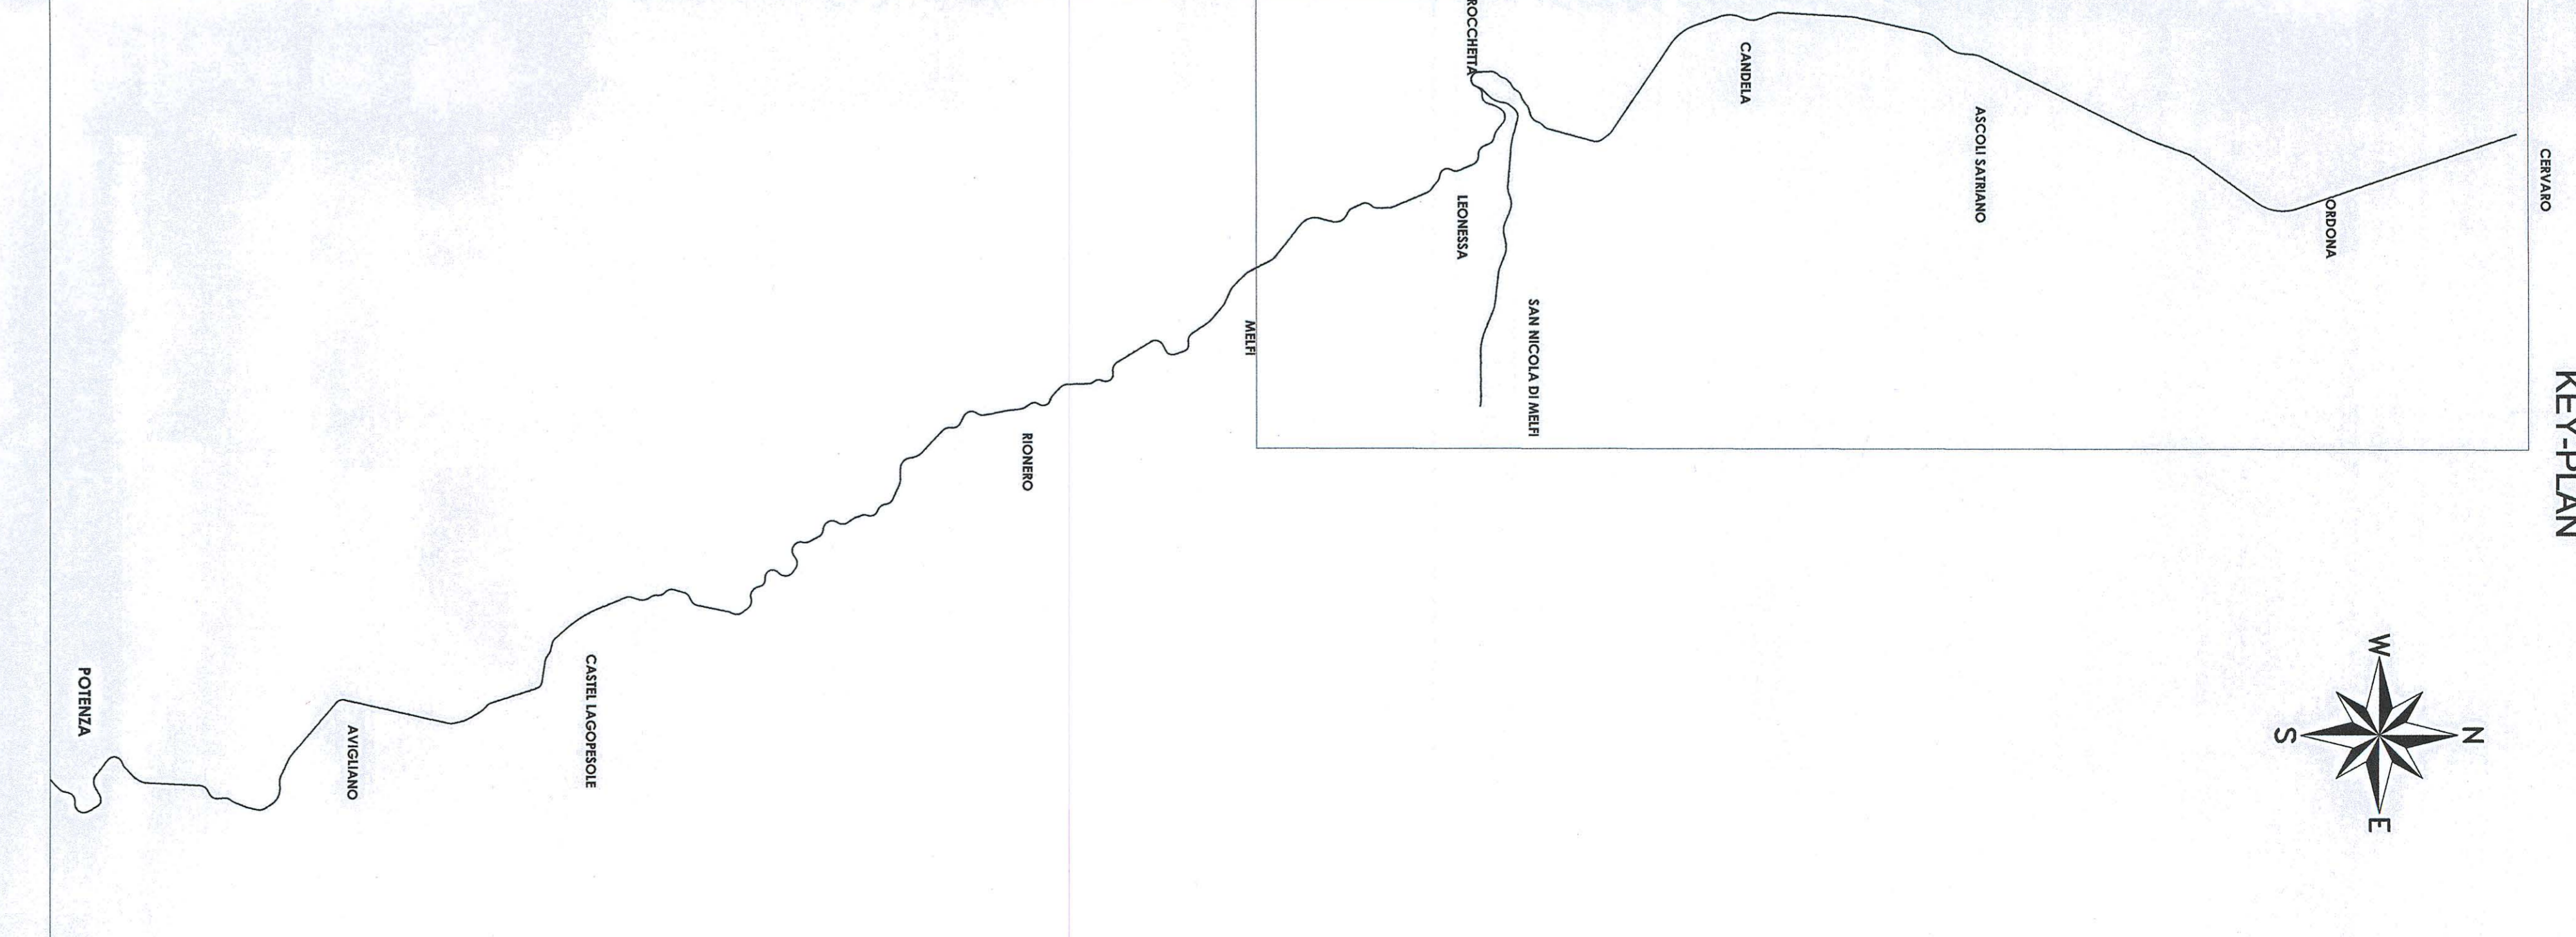 KEY-PLAN
CERVARO
ORDONA
ASCOLI SATRIANO
CANDELA
ROCCHETTA
SAN NICOLA DI MELFI
LEONESSA
MELFI
RIONERO
CASTEL LAGOPESOLE
AVIGLIANO
POTENZA
N
W
E
S